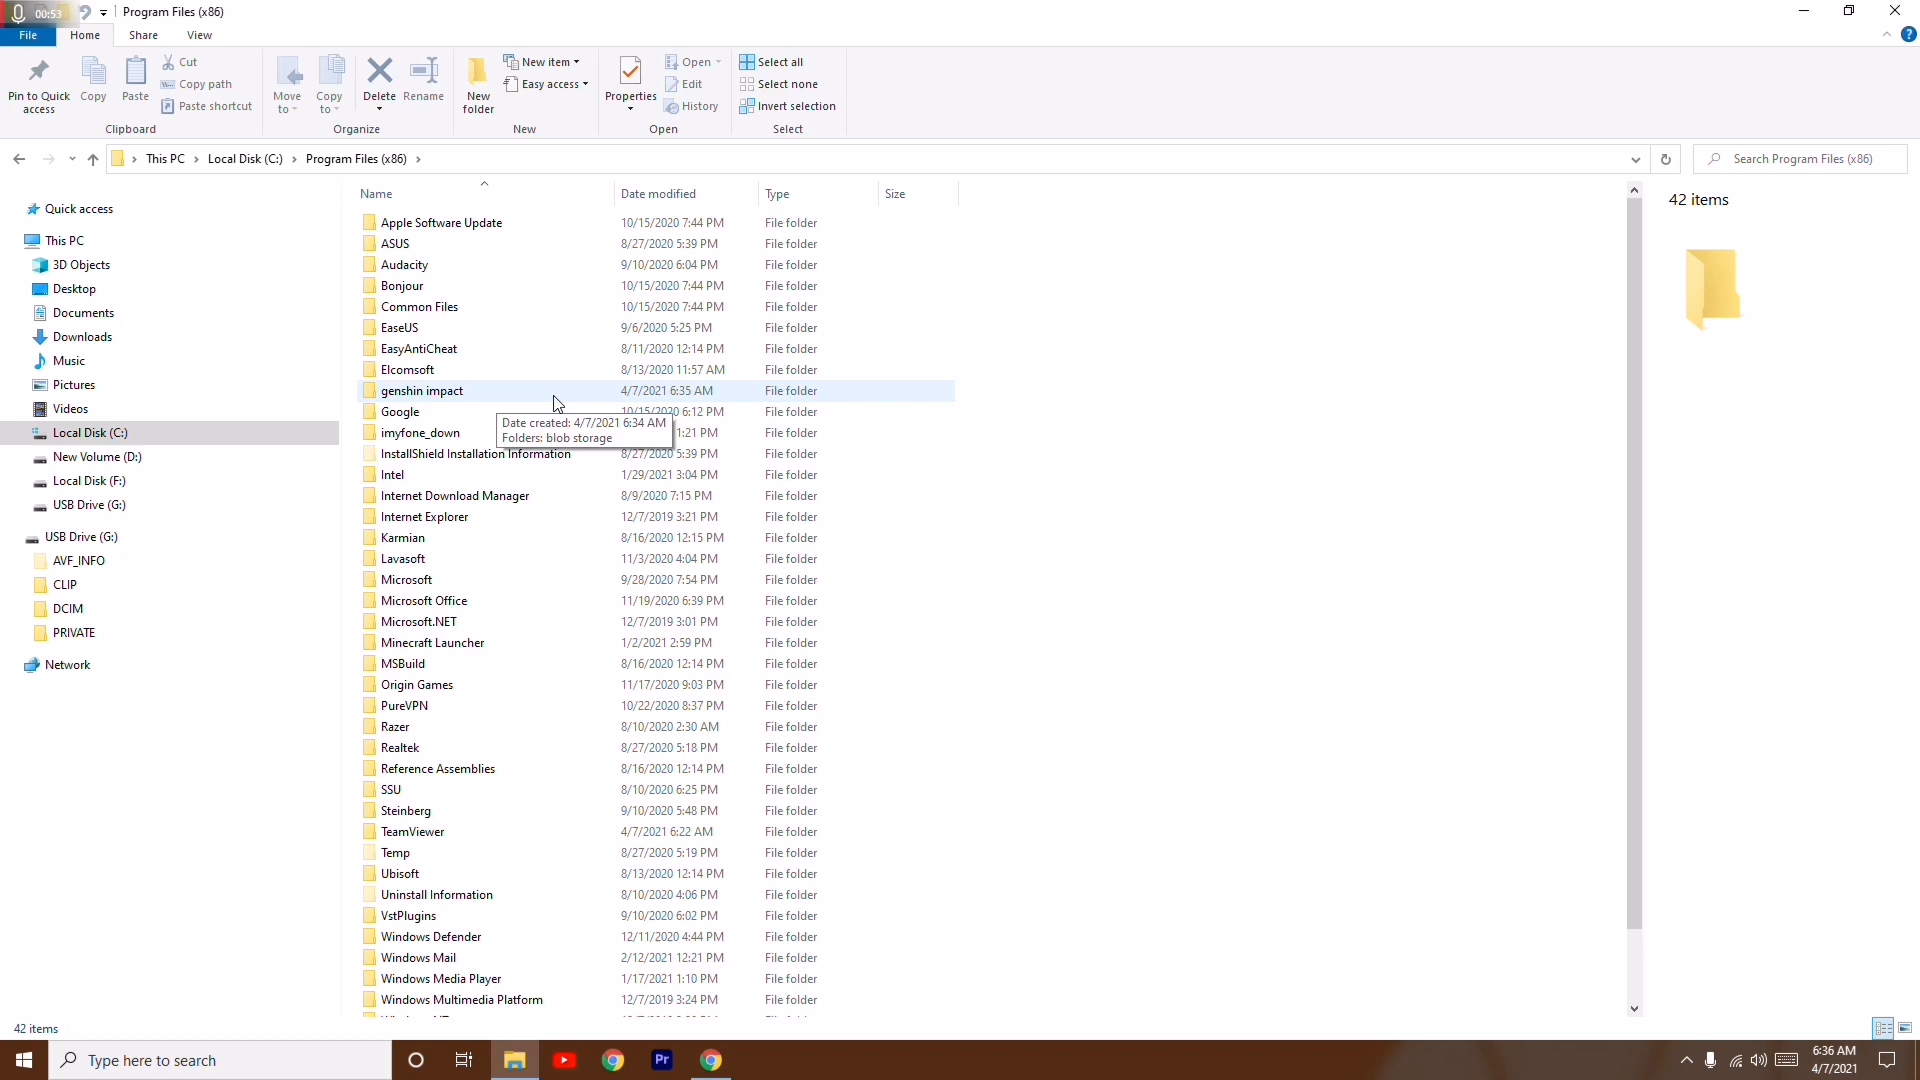 00:53
Program Files (x86)
File Home Share View
Pin to Quick access
Copy
Paste
Cut
Copy path
Paste shortcut
Clipboard
Move to
Copy to
Delete
Rename
Organize
New folder
New item
Easy access
New
Properties
Open
Edit
History
Open
Select all
Select none
Invert selection
Select
This PC › Local Disk (C:) › Program Files (x86) ›
Search Program Files (x86)
Quick access
This PC
3D Objects
Desktop
Documents
Downloads
Music
Pictures
Videos
Local Disk (C:)
New Volume (D:)
Local Disk (F:)
USB Drive (G:)
USB Drive (G:)
AVF_INFO
CLIP
DCIM
PRIVATE
Network
Name Date modified Type Size
Apple Software Update 10/15/2020 7:44 PM File folder
ASUS 8/27/2020 5:39 PM File folder
Audacity 9/10/2020 6:04 PM File folder
Bonjour 10/15/2020 7:44 PM File folder
Common Files 10/15/2020 7:44 PM File folder
EaseUS 9/6/2020 5:25 PM File folder
EasyAntiCheat 8/11/2020 12:14 PM File folder
Elcomsoft 8/13/2020 11:57 AM File folder
genshin impact 4/7/2021 6:35 AM File folder
Google 10/15/2020 6:12 PM File folder
imyfone_down 1:21 PM File folder
Date created: 4/7/2021 6:34 AM
Folders: blob storage
InstallShield Installation Information 8/27/2020 5:39 PM File folder
Intel 1/29/2021 3:04 PM File folder
Internet Download Manager 8/9/2020 7:15 PM File folder
Internet Explorer 12/7/2019 3:21 PM File folder
Karmian 8/16/2020 12:15 PM File folder
Lavasoft 11/3/2020 4:04 PM File folder
Microsoft 9/28/2020 7:54 PM File folder
Microsoft Office 11/19/2020 6:39 PM File folder
Microsoft.NET 12/7/2019 3:01 PM File folder
Minecraft Launcher 1/2/2021 2:59 PM File folder
MSBuild 8/16/2020 12:14 PM File folder
Origin Games 11/17/2020 9:03 PM File folder
PureVPN 10/22/2020 8:37 PM File folder
Razer 8/10/2020 2:30 AM File folder
Realtek 8/27/2020 5:18 PM File folder
Reference Assemblies 8/16/2020 12:14 PM File folder
SSU 8/10/2020 6:25 PM File folder
Steinberg 9/10/2020 5:48 PM File folder
TeamViewer 4/7/2021 6:22 AM File folder
Temp 8/27/2020 5:19 PM File folder
Ubisoft 8/13/2020 12:14 PM File folder
Uninstall Information 8/10/2020 4:06 PM File folder
VstPlugins 9/10/2020 6:02 PM File folder
Windows Defender 12/11/2020 4:44 PM File folder
Windows Mail 2/12/2021 12:21 PM File folder
Windows Media Player 1/17/2021 1:10 PM File folder
Windows Multimedia Platform 12/7/2019 3:24 PM File folder
42 items
42 items
Type here to search
Pr
6:36 AM
4/7/2021